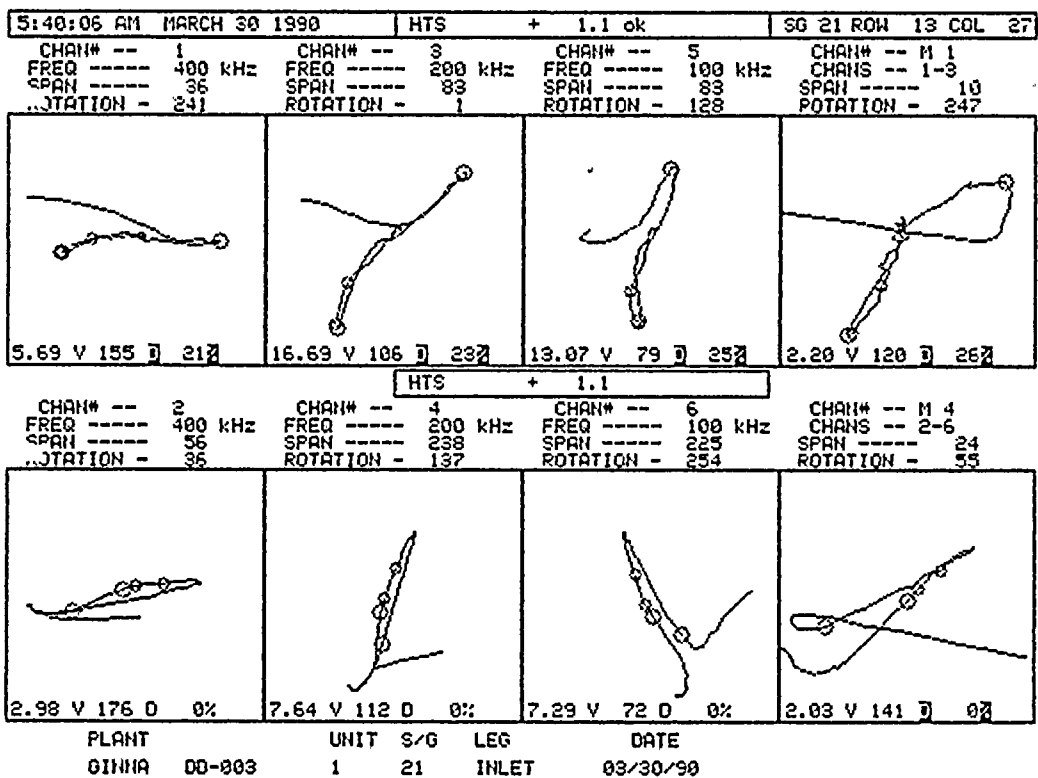 5:40:06 AM MARCH 30 1990 HTS + 1.1 ok SG 21 ROW 13 COL 27
CHAN# -- 1 CHAN# -- 3 CHAN# -- 5 CHAN# -- M 1
FREQ ----- 400 kHz FREQ ----- 200 kHz FREQ ----- 100 kHz CHANS -- 1-3
SPAN ----- 36 SPAN ----- 83 SPAN ----- 83 SPAN ----- 10
..OTATION - 241 ROTATION - 1 ROTATION - 128 ROTATION - 247
5.69 V 155 D 21% 16.69 V 106 D 23% 13.07 V 79 D 25% 2.20 V 120 D 26%
HTS + 1.1
CHAN# -- 2 CHAN# -- 4 CHAN# -- 6 CHAN# -- M 4
FREQ ----- 400 kHz FREQ ----- 200 kHz FREQ ----- 100 kHz CHANS -- 2-6
SPAN ----- 56 SPAN ----- 238 SPAN ----- 225 SPAN ----- 24
..OTATION - 36 ROTATION - 137 ROTATION - 254 ROTATION - 55
2.98 V 176 D 0% 7.64 V 112 D 0% 7.29 V 72 D 0% 2.03 V 141 D 0%
PLANT UNIT S/G LEG DATE
GINNA DD-003 1 21 INLET 03/30/90